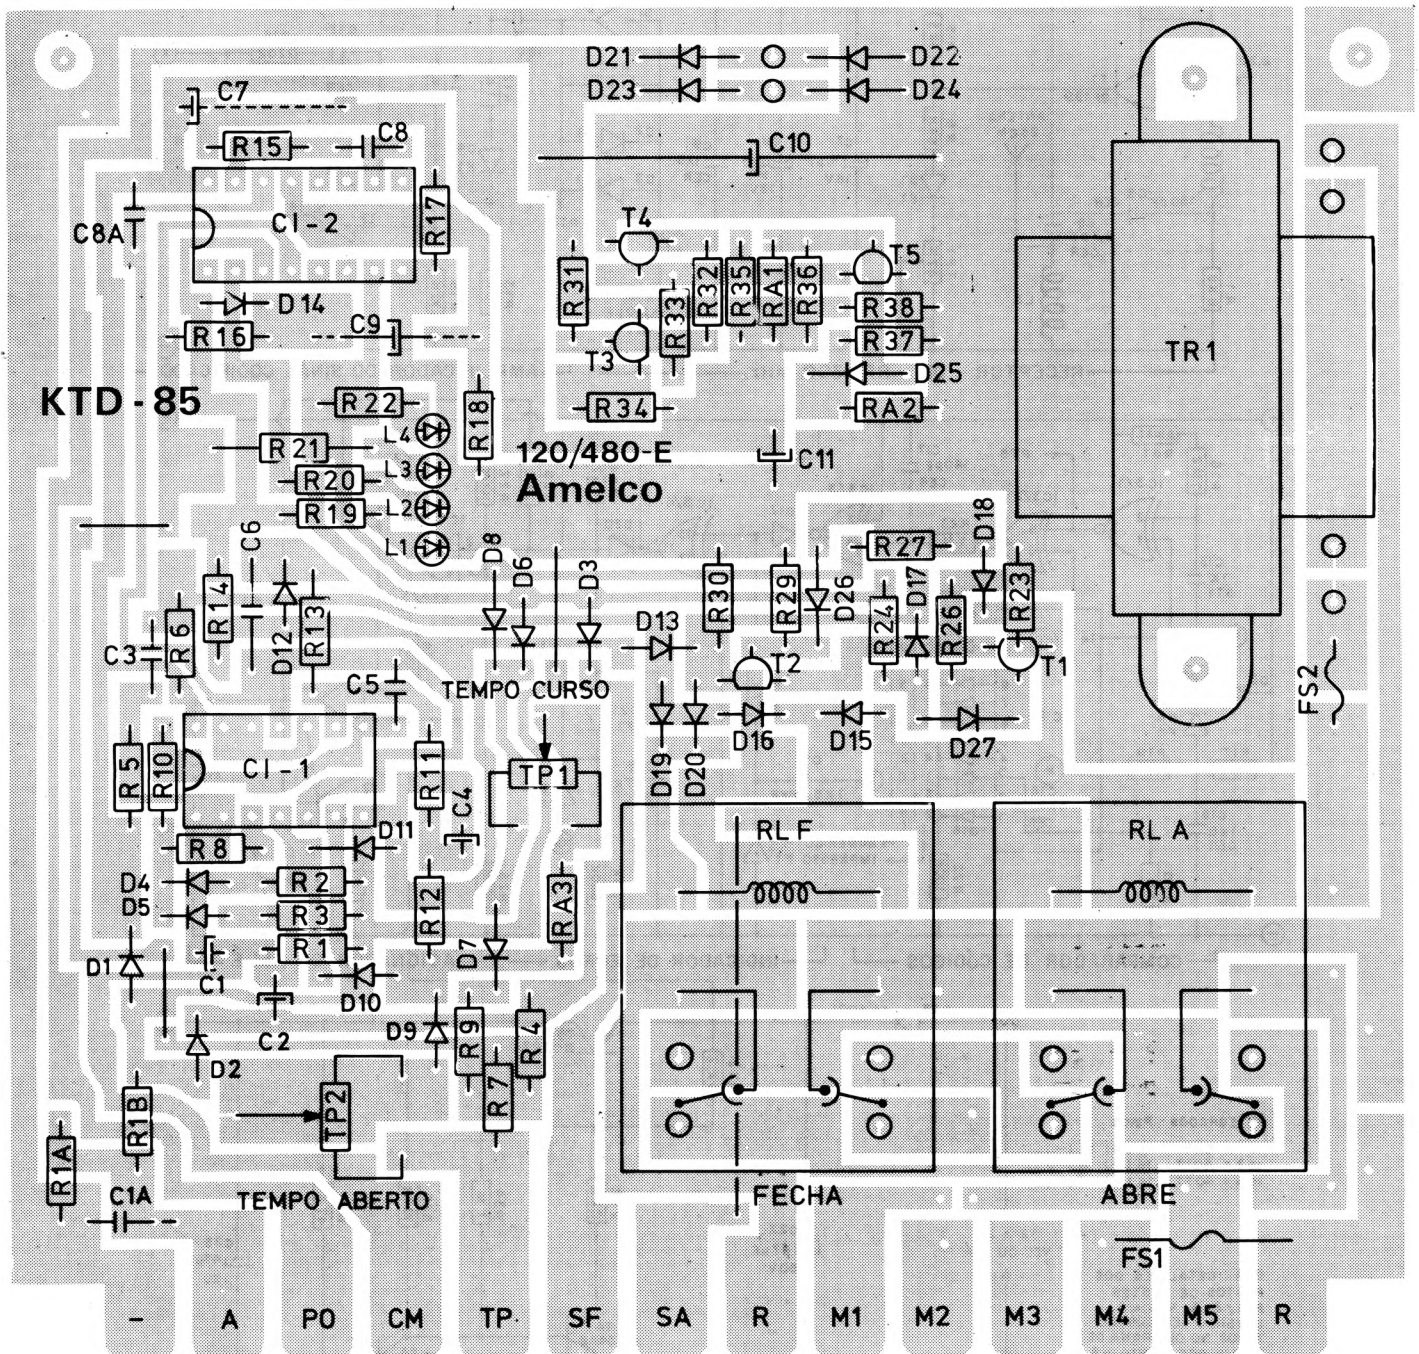 D21 D22
D23 D24
C7
R15 C8 C10
CI-2 R17
C8A
T4
T5
R31 R33 R32 R35 RA1 R36
D14
R38
R16 C9
T3
R37
TR1
D25
KTD - 85
R22 R18
R34 RA2
L4
R21
120/480-E
C11
L3
R20
Amelco
L2
R19
C6
L1
D8 D6 D3
R27
D18
R14 D12 R13
R30 R29 D26 R24 D17 R26 R23
C3 R6
D13
T2 T1
C5
TEMPO CURSO
FS2
D19 D20 D16 D15 D27
R5 R10 CI-1 R11 C4 TP1
RL F RL A
D11
R8
D4 R2
D5 R3 R12 RA3
R1 D7
D1 C1
D10
C2 D9 R9 R4
D2
R7
R1B TP2
R1A
C1A TEMPO ABERTO FECHA ABRE
FS1
- A PO CM TP SF SA R M1 M2 M3 M4 M5 R